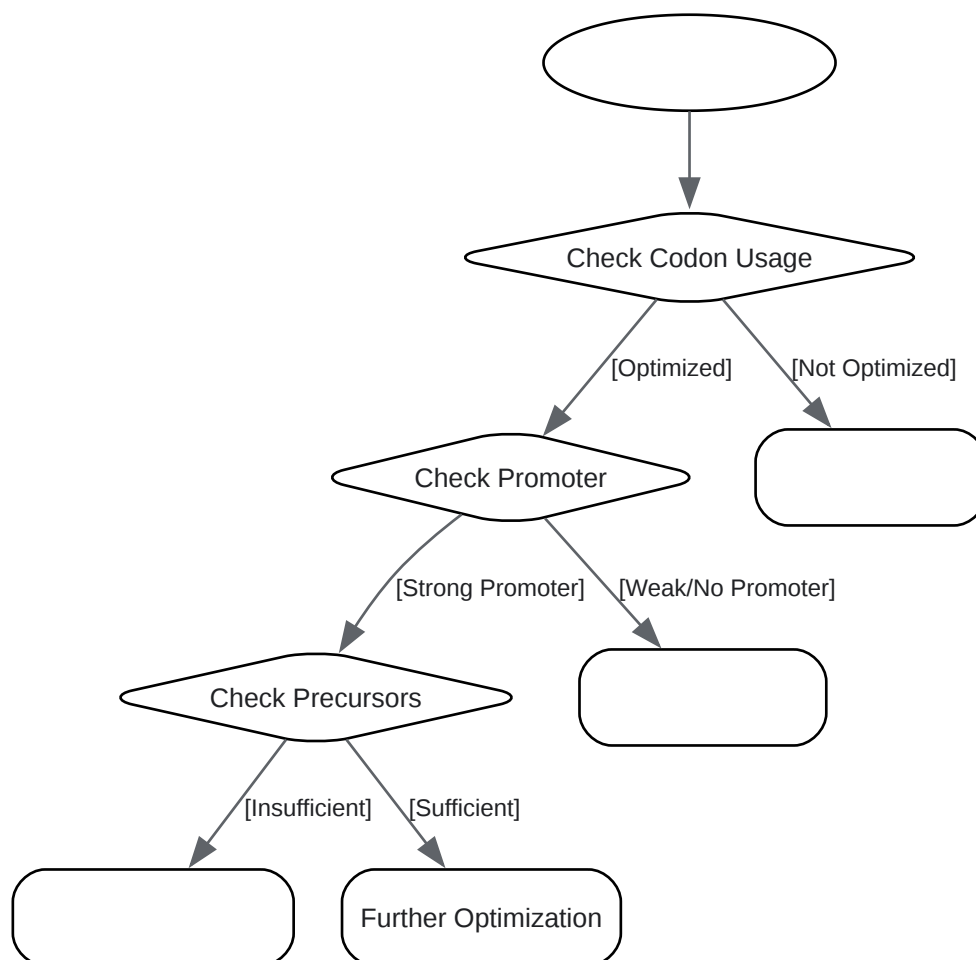 Check Codon Usage
[Optimized]
[Not Optimized]
Check Promoter
[Strong Promoter]
[Weak/No Promoter]
Check Precursors
[Insufficient]
[Sufficient]
Further Optimization